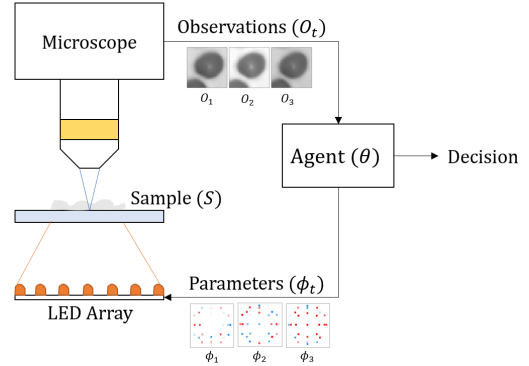 Microscope
Observations (O_t)
O_1 O_2 O_3
Agent (θ)
Decision
Sample (S)
Parameters (ϕ_t)
LED Array
ϕ_1 ϕ_2 ϕ_3